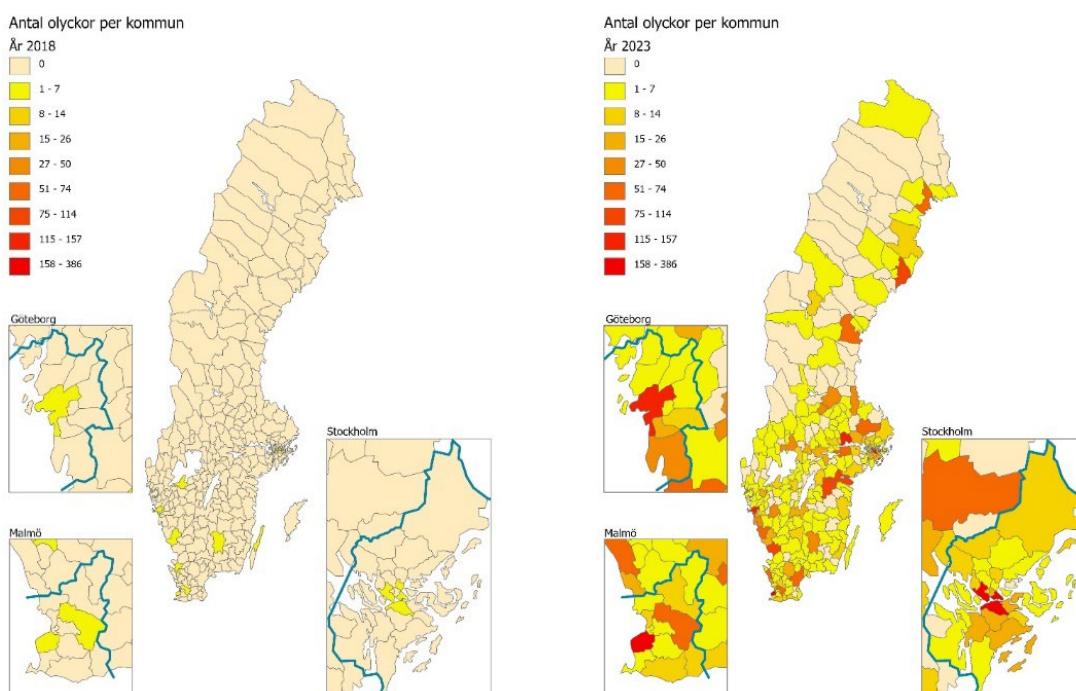 Antal olyckor per kommun
År 2018
0
1 - 7
8 - 14
15 - 26
27 - 50
51 - 74
75 - 114
115 - 157
158 - 386
Göteborg
Malmö
Stockholm
Antal olyckor per kommun
År 2023
0
1 - 7
8 - 14
15 - 26
27 - 50
51 - 74
75 - 114
115 - 157
158 - 386
Göteborg
Malmö
Stockholm